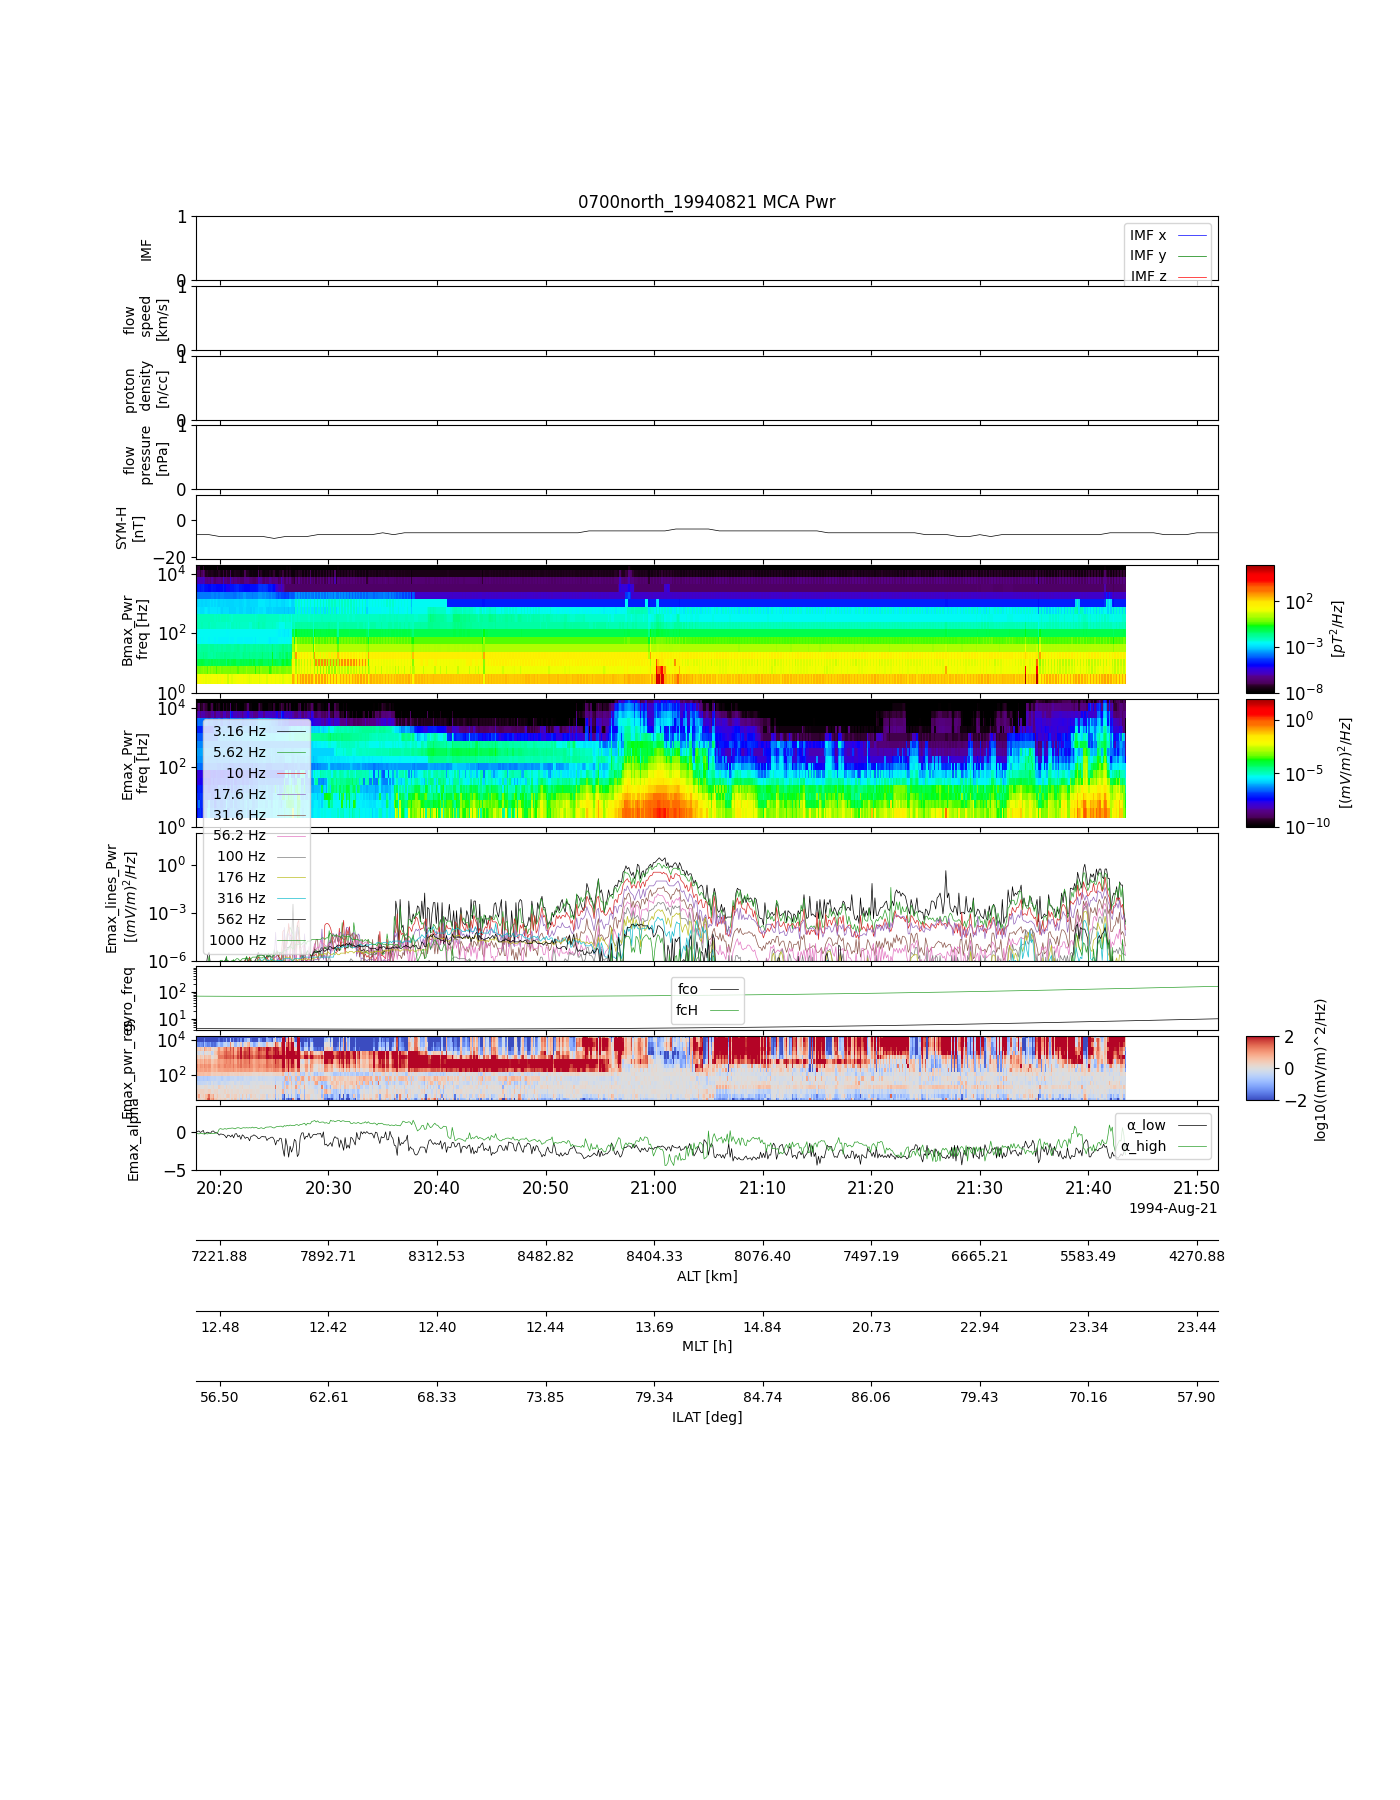 0700north_19940821 MCA Pwr
1
0
IMF
IMF x
IMF y
IMF z
1
0
flow
speed
[km/s]
1
0
proton
density
[n/cc]
1
0
flow
pressure
[nPa]
0
−20
SYM-H
[nT]
10^4
10^2
10^0
Bmax_Pwr
freq [Hz]
10^2
10^−3
10^−8
[pT^2/Hz]
10^4
10^2
10^0
Emax_Pwr
freq [Hz]
10^0
10^−5
10^−10
[(mV/m)^2/Hz]
3.16 Hz
5.62 Hz
10 Hz
17.6 Hz
31.6 Hz
56.2 Hz
100 Hz
176 Hz
316 Hz
562 Hz
1000 Hz
10^0
10^−3
10^−6
Emax_lines_Pwr
[(mV/m)^2/Hz]
10^2
10^1
gyro_freq
fco
fcH
10^4
10^2
Emax_pwr_reg
2
0
−2
log10((mV/m)^2/Hz)
0
−5
Emax_alpha
α_low
α_high
20:20 20:30 20:40 20:50 21:00 21:10 21:20 21:30 21:40 21:50
1994-Aug-21
7221.88 7892.71 8312.53 8482.82 8404.33 8076.40 7497.19 6665.21 5583.49 4270.88
ALT [km]
12.48 12.42 12.40 12.44 13.69 14.84 20.73 22.94 23.34 23.44
MLT [h]
56.50 62.61 68.33 73.85 79.34 84.74 86.06 79.43 70.16 57.90
ILAT [deg]